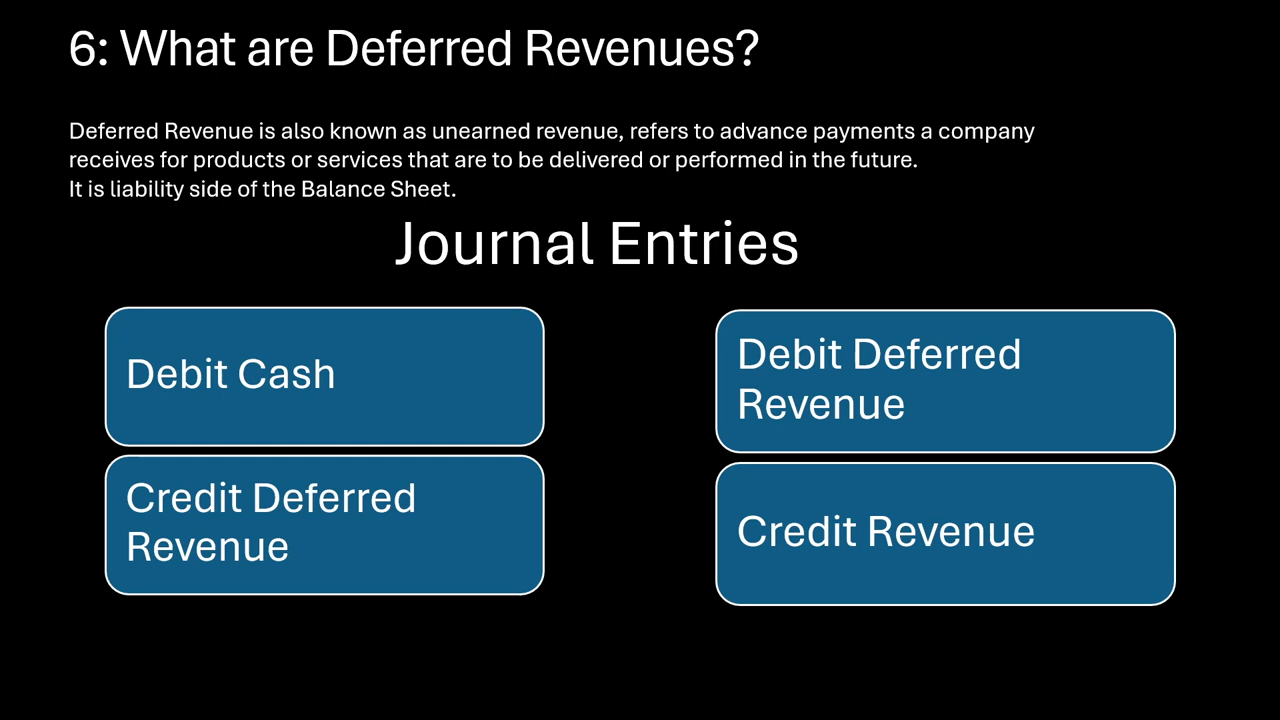 6: What are Deferred Revenues?
Deferred Revenue is also known as unearned revenue, refers to advance payments a company
receives for products or services that are to be delivered or performed in the future.
It is liability side of the Balance Sheet.
Journal Entries
Debit Cash
Credit Deferred
Revenue
Debit Deferred
Revenue
Credit Revenue